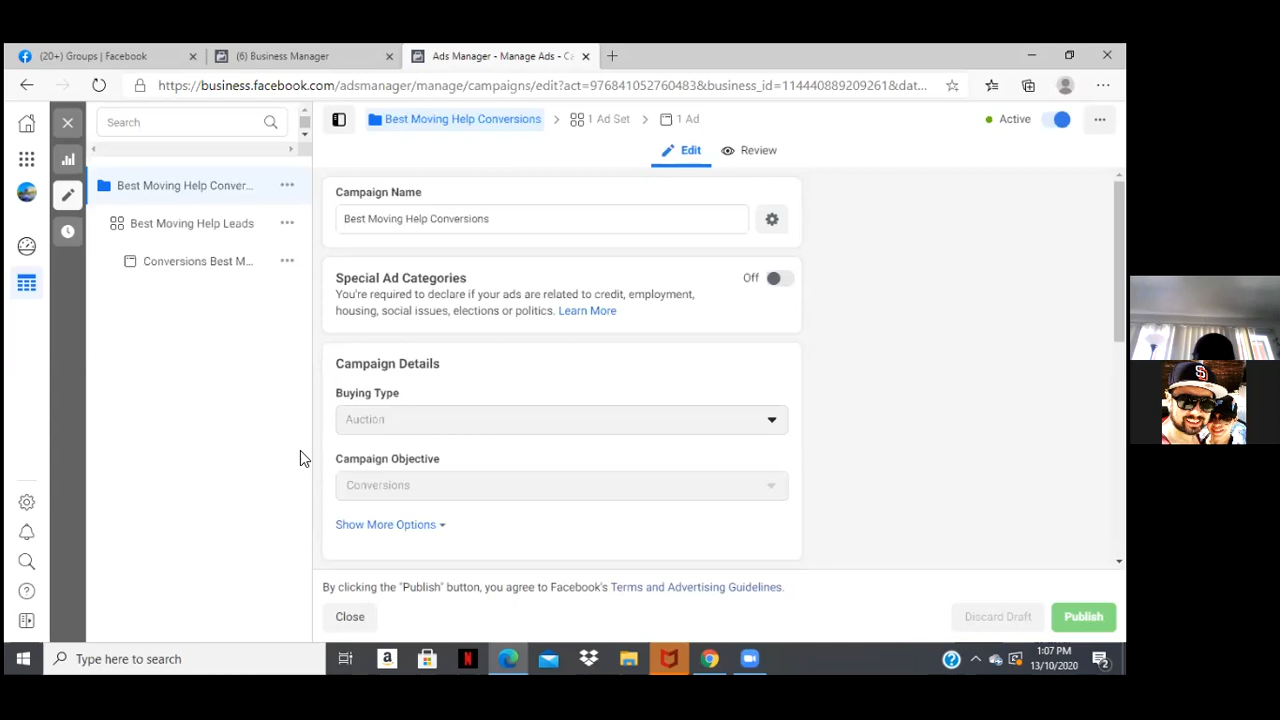 (20+) Groups | Facebook
(6) Business Manager
Ads Manager - Manage Ads - Ca
https://business.facebook.com/adsmanager/manage/campaigns/edit?act=976841052760483&business_id=114440889209261&dat...
Search
Best Moving Help Conversions
1 Ad Set
1 Ad
Active
Edit
Review
Best Moving Help Conver...
Best Moving Help Leads
Conversions Best M...
Campaign Name
Best Moving Help Conversions
Special Ad Categories
Off
You're required to declare if your ads are related to credit, employment,
housing, social issues, elections or politics. Learn More
Campaign Details
Buying Type
Auction
Campaign Objective
Conversions
Show More Options
By clicking the "Publish" button, you agree to Facebook's Terms and Advertising Guidelines.
Close
Discard Draft
Publish
Type here to search
1:07 PM
13/10/2020
2